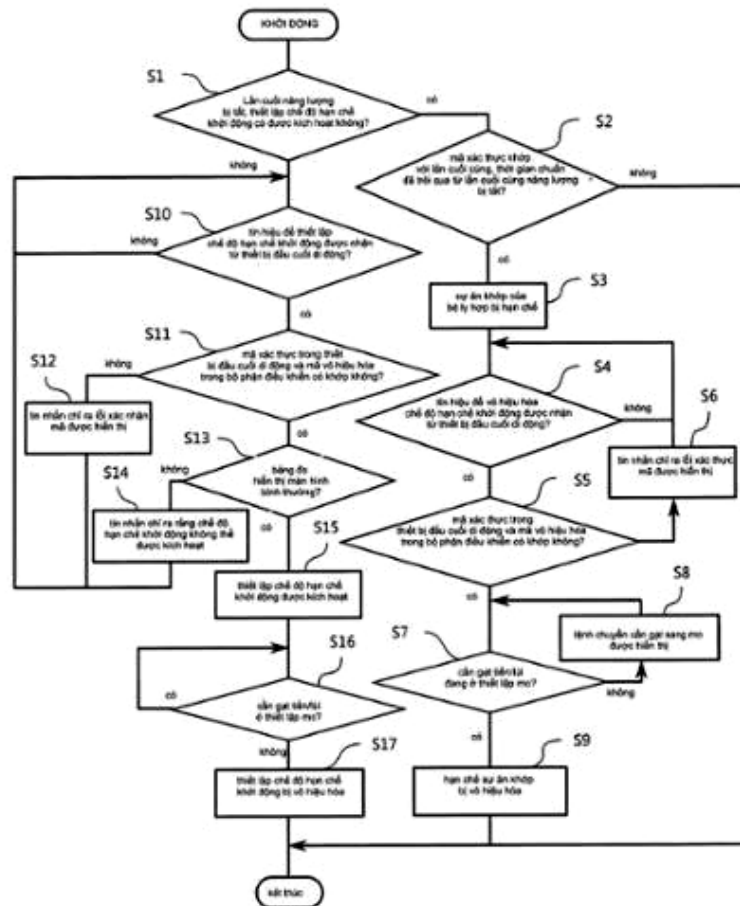 KHỞI ĐỘNG
S1
Lần cuối năng lượng
bị tắt, thiết lập chế độ hạn chế
khởi động có được kích hoạt không?
có
không
S2
mã xác thực khớp
với lần cuối cùng, thời gian chuẩn
đã trôi qua từ lần cuối cùng năng lượng
bị tắt?
không
có
S10
tín hiệu để thiết lập
chế độ hạn chế khởi động được nhận
từ thiết bị đầu cuối di động?
không
có
S3
sự ăn khớp của
bộ ly hợp bị hạn chế
S11
mã xác thực trong thiết
bị đầu cuối di động và mã vô hiệu hóa
trong bộ phận điều khiển có khớp không?
không
có
S12
tin nhắn chỉ ra lỗi xác nhận
mã được hiển thị
S4
tín hiệu để vô hiệu hóa
chế độ hạn chế khởi động được nhận
từ thiết bị đầu cuối di động?
không
có
S6
tin nhắn chỉ ra lỗi xác thực
mã được hiển thị
S13
bảng đo
hiển thị màn hình
bình thường?
không
có
S14
tin nhắn chỉ ra rằng chế độ
hạn chế khởi động không thể
được kích hoạt
S5
mã xác thực trong
thiết bị đầu cuối di động và mã vô hiệu hóa
trong bộ phận điều khiển có khớp không?
có
S15
thiết lập chế độ hạn chế
khởi động được kích hoạt
S8
lệnh chuyển cần gạt sang mo
được hiển thị
S7
cần gạt tiến/lùi
đang ở thiết lập mo?
không
có
S16
cần gạt tiến/lùi
ở thiết lập mo?
có
không
S17
thiết lập chế độ hạn chế
khởi động bị vô hiệu hóa
S9
hạn chế sự ăn khớp
bị vô hiệu hóa
kết thúc